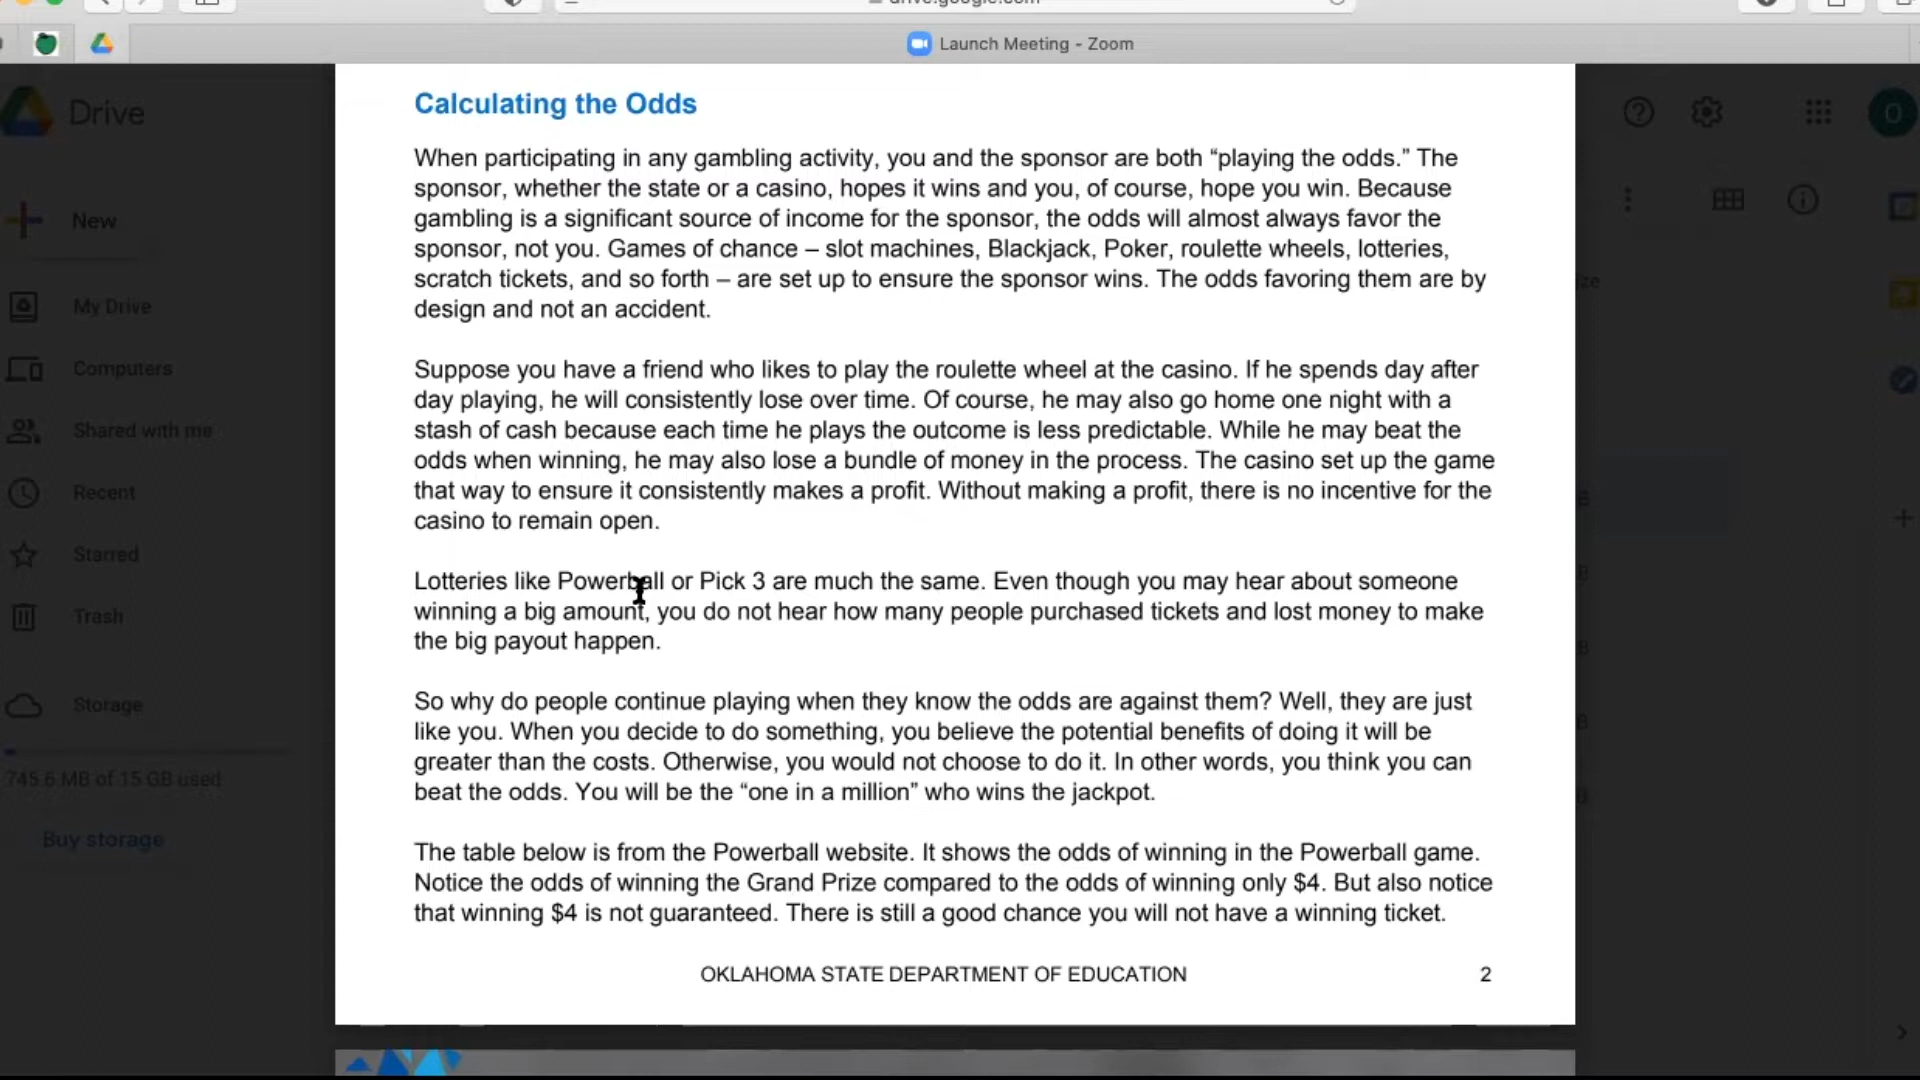 drive.google.com
Launch Meeting - Zoom
Drive
New
My Drive
Computers
Shared with me
Recent
Starred
Trash
Storage
745.6 MB of 15 GB used
Buy storage
O
Calculating the Odds
When participating in any gambling activity, you and the sponsor are both “playing the odds.” The
sponsor, whether the state or a casino, hopes it wins and you, of course, hope you win. Because
gambling is a significant source of income for the sponsor, the odds will almost always favor the
sponsor, not you. Games of chance – slot machines, Blackjack, Poker, roulette wheels, lotteries,
scratch tickets, and so forth – are set up to ensure the sponsor wins. The odds favoring them are by
design and not an accident.
Suppose you have a friend who likes to play the roulette wheel at the casino. If he spends day after
day playing, he will consistently lose over time. Of course, he may also go home one night with a
stash of cash because each time he plays the outcome is less predictable. While he may beat the
odds when winning, he may also lose a bundle of money in the process. The casino set up the game
that way to ensure it consistently makes a profit. Without making a profit, there is no incentive for the
casino to remain open.
Lotteries like Powerball or Pick 3 are much the same. Even though you may hear about someone
winning a big amount, you do not hear how many people purchased tickets and lost money to make
the big payout happen.
So why do people continue playing when they know the odds are against them? Well, they are just
like you. When you decide to do something, you believe the potential benefits of doing it will be
greater than the costs. Otherwise, you would not choose to do it. In other words, you think you can
beat the odds. You will be the “one in a million” who wins the jackpot.
The table below is from the Powerball website. It shows the odds of winning in the Powerball game.
Notice the odds of winning the Grand Prize compared to the odds of winning only $4. But also notice
that winning $4 is not guaranteed. There is still a good chance you will not have a winning ticket.
OKLAHOMA STATE DEPARTMENT OF EDUCATION 2